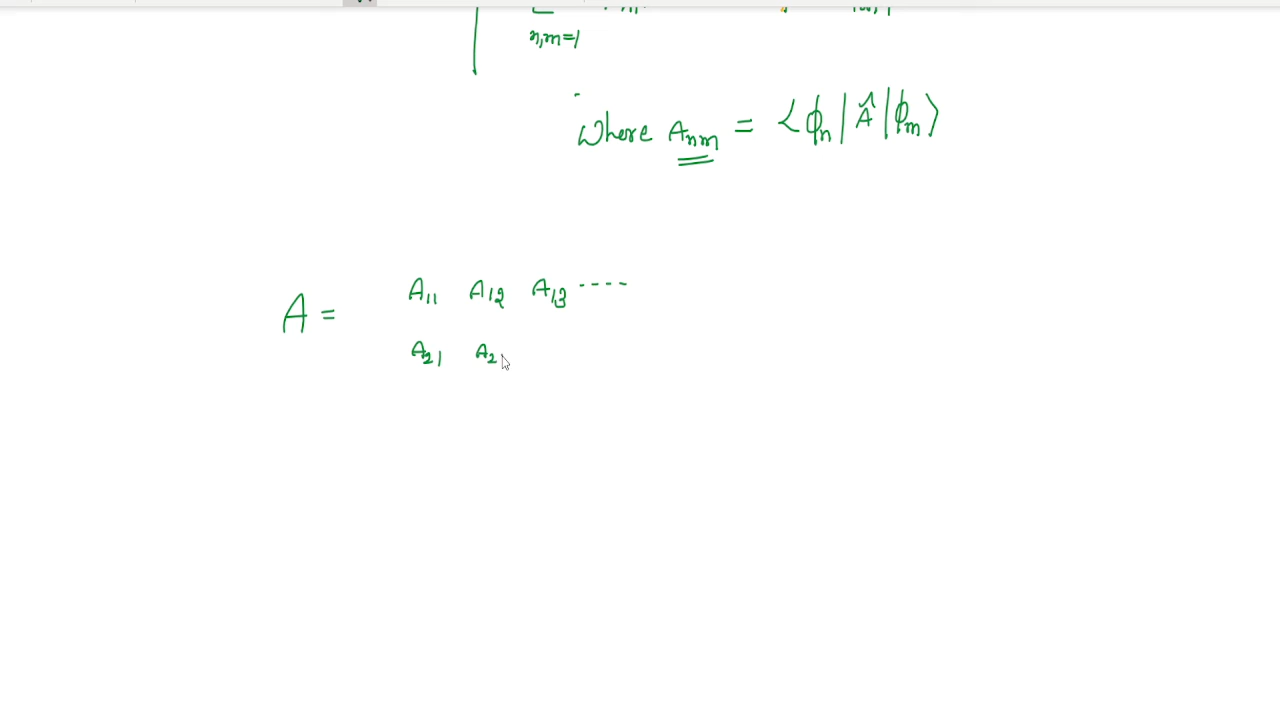 n,m=1
where Anm = ⟨ϕn|Â|ϕm⟩
A = A11 A12 A13 ----
A21 A2